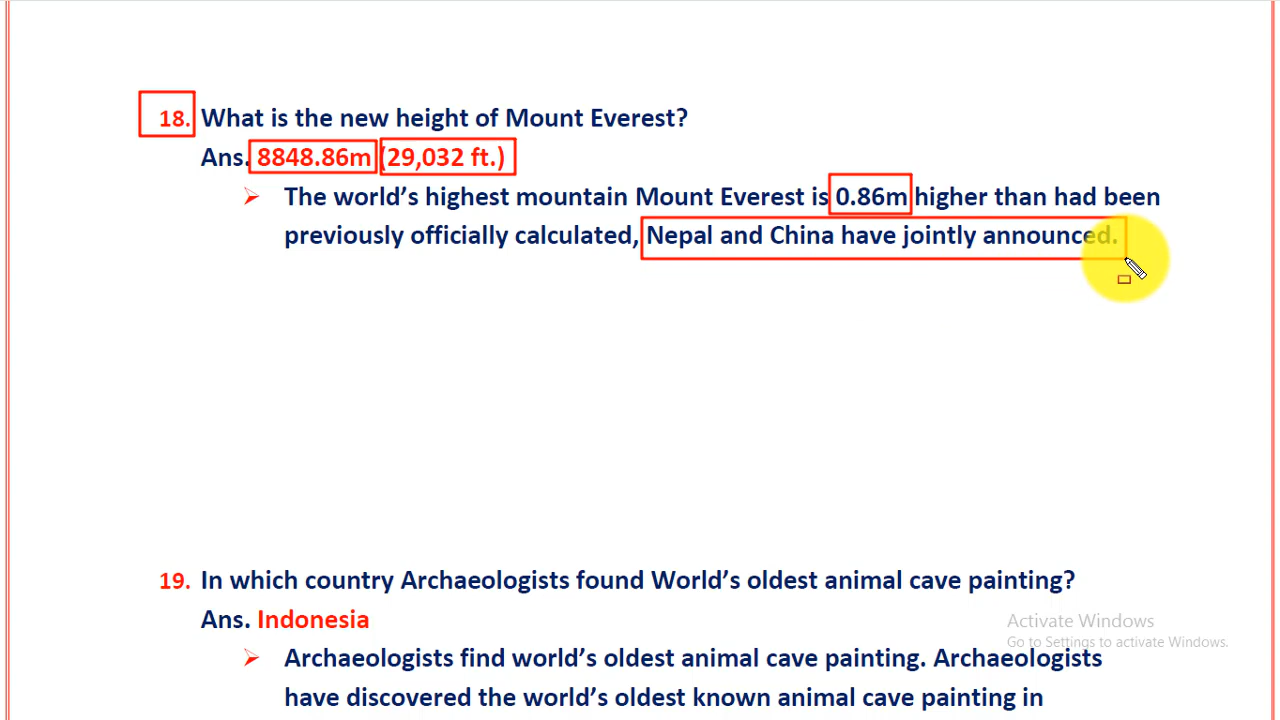 18. What is the new height of Mount Everest?
Ans. 8848.86m (29,032 ft.)
The world’s highest mountain Mount Everest is 0.86m higher than had been
previously officially calculated, Nepal and China have jointly announced.
19. In which country Archaeologists found World’s oldest animal cave painting?
Ans. Indonesia
Activate Windows
Go to Settings to activate Windows.
Archaeologists find world’s oldest animal cave painting. Archaeologists
have discovered the world’s oldest known animal cave painting in